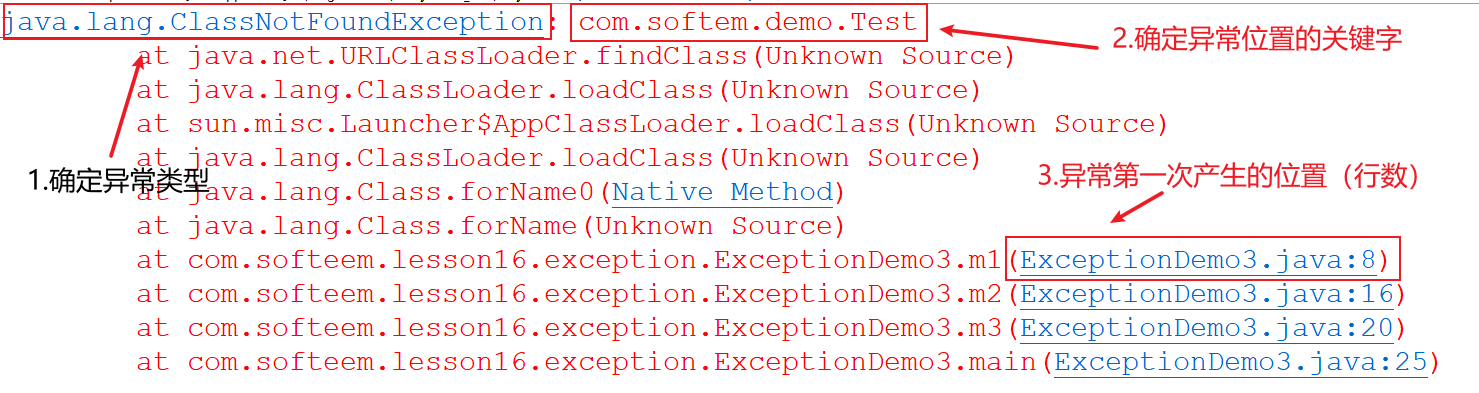 java.lang.ClassNotFoundException: com.softem.demo.Test
2.确定异常位置的关键字
at java.net.URLClassLoader.findClass(Unknown Source)
at java.lang.ClassLoader.loadClass(Unknown Source)
at sun.misc.Launcher$AppClassLoader.loadClass(Unknown Source)
at java.lang.ClassLoader.loadClass(Unknown Source)
1.确定异常类型
at java.lang.Class.forName0(Native Method)
3.异常第一次产生的位置（行数）
at java.lang.Class.forName(Unknown Source)
at com.softeem.lesson16.exception.ExceptionDemo3.m1(ExceptionDemo3.java:8)
at com.softeem.lesson16.exception.ExceptionDemo3.m2(ExceptionDemo3.java:16)
at com.softeem.lesson16.exception.ExceptionDemo3.m3(ExceptionDemo3.java:20)
at com.softeem.lesson16.exception.ExceptionDemo3.main(ExceptionDemo3.java:25)